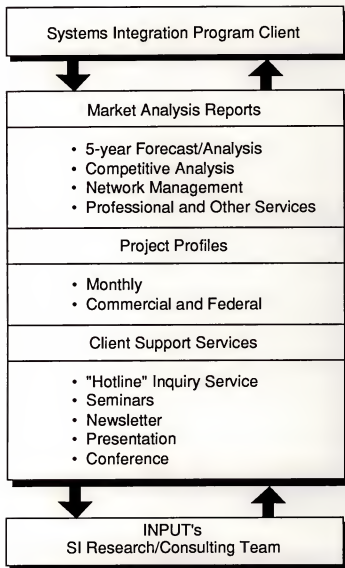 Systems Integration Program Client
Market Analysis Reports
• 5-year Forecast/Analysis
• Competitive Analysis
• Network Management
• Professional and Other Services
Project Profiles
• Monthly
• Commercial and Federal
Client Support Services
• "Hotline" Inquiry Service
• Seminars
• Newsletter
• Presentation
• Conference
INPUT's
SI Research/Consulting Team